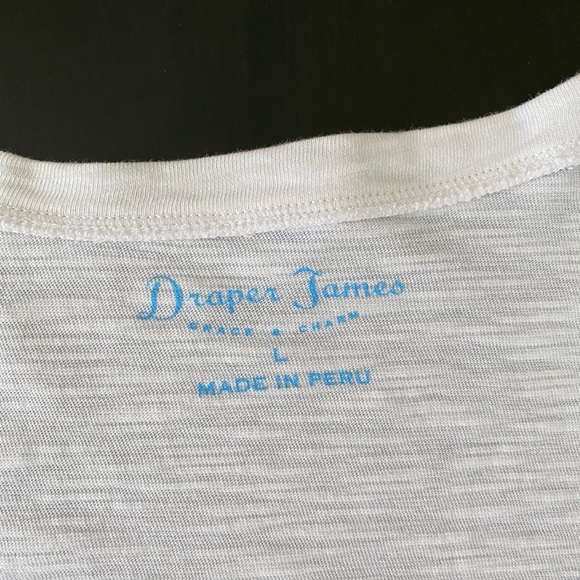 Draper James
GRACE & CHARM
L
MADE IN PERU